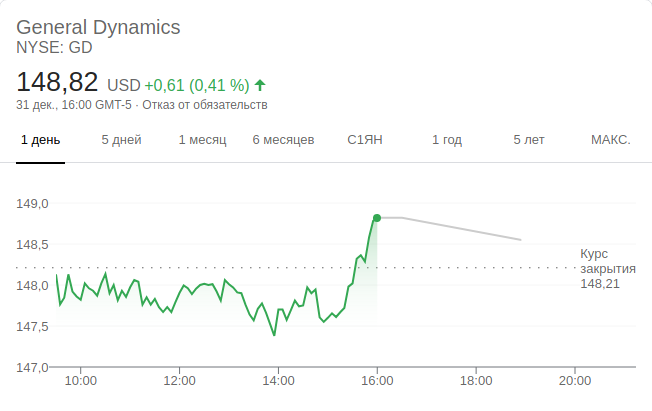 General Dynamics
NYSE: GD
148,82 USD +0,61 (0,41 %)
31 дек., 16:00 GMT-5 · Отказ от обязательств
1 день 5 дней 1 месяц 6 месяцев С1ЯН 1 год 5 лет МАКС.
149,0
148,5
Курс
закрытия
148,21
148,0
147,5
147,0
10:00 12:00 14:00 16:00 18:00 20:00